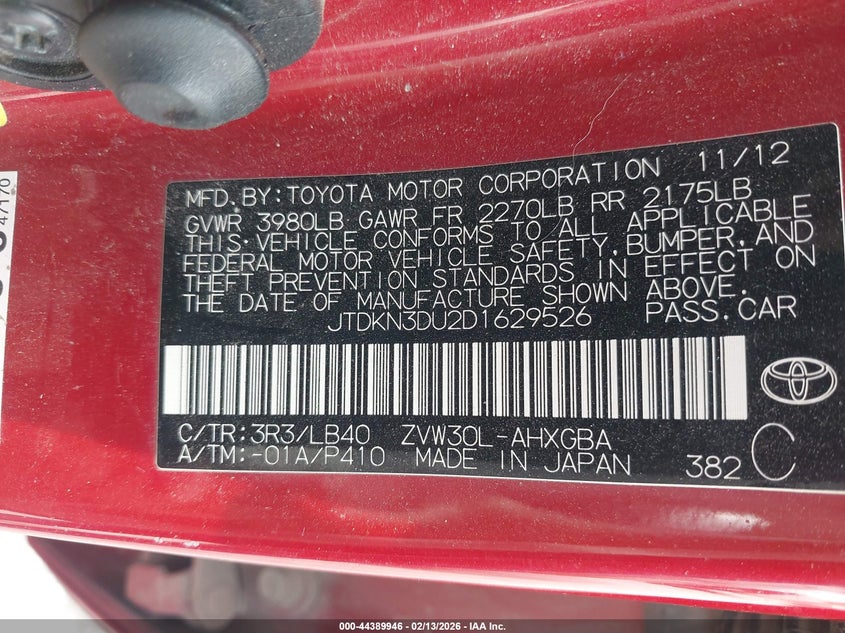 MFD.BY:TOYOTA MOTOR CORPORATION 11/12
GVWR 3980LB GAWR FR 2270LB RR 2175LB
THIS VEHICLE CONFORMS TO ALL APPLICABLE
FEDERAL MOTOR VEHICLE SAFETY,BUMPER,AND
THEFT PREVENTION STANDARDS IN EFFECT ON
THE DATE OF MANUFACTURE SHOWN ABOVE.
JTDKN3DU2D1629526 PASS.CAR
C/TR:3R3/LB40 ZVW30L-AHXGBA
A/TM:-01A/P410 MADE IN JAPAN 382 C
47170
000-44389946 - 02/13/2026 - IAA Inc.